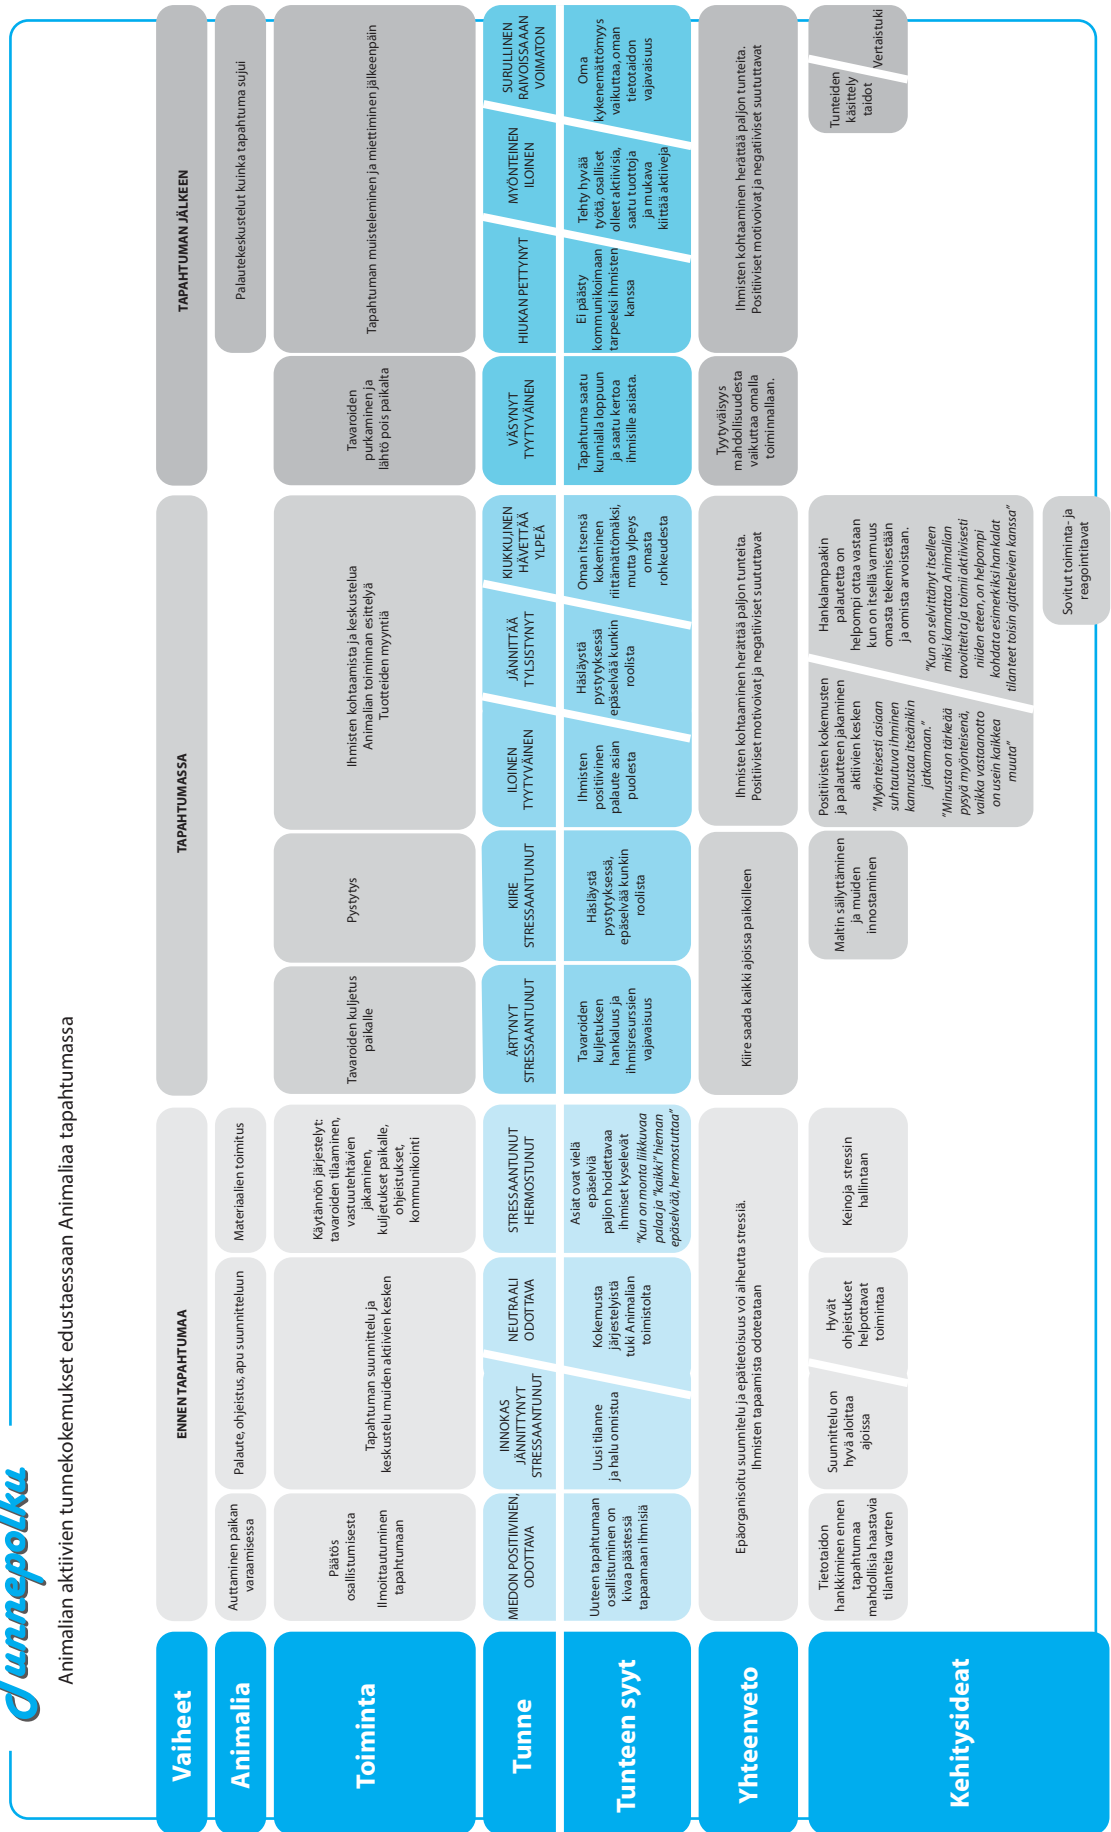 Tunnepolku
Animalian aktiivien tunnekokemukset edustaessaan Animaliaa tapahtumassa
Vaiheet
ENNEN TAPAHTUMAA
TAPAHTUMASSA
TAPAHTUMAN JÄLKEEN
Animalia
Auttaminen paikan
varaamisessa
Palaute, ohjeistus, apu suunnitteluun
Materiaalien toimitus
Palautekeskustelut kuinka tapahtuma sujui
Toiminta
Päätös
osallistumisesta
Ilmoittautuminen
tapahtumaan
Tapahtuman suunnittelu ja
keskustelu muiden aktiivien kesken
Käytännön järjestelyt:
tavaroiden tilaaminen,
vastuutehtävien
jakaminen,
kuljetukset paikalle,
ohjeistukset,
kommunikointi
Tavaroiden kuljetus
paikalle
Pystytys
Ihmisten kohtaamista ja keskustelua
Animalian toiminnan esittelyä
Tuotteiden myyntiä
Tavaroiden
purkaminen ja
lähtö pois paikalta
Tapahtuman muisteleminen ja miettiminen jälkeenpäin
Tunne
MIEDON POSITIIVINEN,
ODOTTAVA
INNOKAS
JÄNNITTYNYT
STRESSAANTUNUT
NEUTRAALI
ODOTTAVA
STRESSAANTUNUT
HERMOSTUNUT
ÄRTYNYT
STRESSAANTUNUT
KIIRE
STRESSAANTUNUT
ILOINEN
TYYTYVÄINEN
JÄNNITTÄÄ
TYLSISTYNYT
KIUKKUJNEN
HÄVETTÄÄ
YLPEÄ
VÄSYNYT
TYYTYVÄINEN
HIUKAN PETTYNYT
MYÖNTEINEN
ILOINEN
SURULLINEN
RAIVOISSAAAN
VOIMATON
Tunteen syyt
Uuteen tapahtumaan
osallistuminen on
kivaa päästessä
tapaamaan ihmisiä
Uusi tilanne
ja halu onnistua
Kokemusta
järjestelyistä
tuki Animalian
toimistolta
Asiat ovat vielä
epäselviä
paljon hoidettavaa
ihmiset kyselevät
"Kun on monta liikkuvaa
palaa ja "kaikki" hieman
epäselvää, hermostuttaa"
Tavaroiden
kuljetuksen
hankaluus ja
ihmisresurssien
vajavaisuus
Häsläystä
pystytyksessä,
epäselvää kunkin
roolista
Ihmisten
positiivinen
palaute asian
puolesta
Häsläystä
pystytyksessä
epäselvää kunkin
roolista
Oman itsensä
kokeminen
riittämättömäksi,
mutta ylpeys
omasta
rohkeudesta
Tapahtuma saatu
kunnialla loppuun
ja saatu kertoa
ihmisille asiasta.
Ei päästy
kommunikoimaan
tarpeeksi ihmisten
kanssa
Tehty hyvää
työtä, osalliset
olleet aktiivisia,
saatu tuottoja
ja mukava
kiittää aktiiveja
Oma
kykenemättömyys
vaikuttaa, oman
tietotaidon
vajavaisuus
Yhteenveto
Epäorganisoitu suunnitelu ja epätietoisuus voi aiheutta stressiä.
Ihmisten tapaamista odotetataan
Kiire saada kaikki ajoissa paikoilleen
Ihmisten kohtaaminen herättää paljon tunteita.
Positiiviset motivoivat ja negatiiviset suututtavat
Tyytyväisyys
mahdollisuudesta
vaikuttaa omalla
toiminnallaan.
Ihmisten kohtaaminen herättää paljon tunteita.
Positiiviset motivoivat ja negatiiviset suututtavat
Kehitysideat
Tietotaidon
hankkiminen ennen
tapahtumaa
mahdollisia haastavia
tilanteita varten
Suunnittelu on
hyvä aloittaa
ajoissa
Hyvät
ohjeistukset
helpottavat
toimintaa
Keinoja stressin
hallintaan
Maltin säilyttäminen
ja muiden
innostaminen
Positiivisten kokemusten
ja palautteen jakaminen
aktiivien kesken
"Myönteisesti asiaan
suhtautuva ihminen
kannustaa itseänikin
jatkamaan."
"Minusta on tärkeää
pysyä myönteisenä,
vaikka vastaanotto
on usein kaikkea
muuta"
Hankalampaakin
palautetta on
helpompi ottaa vastaan
kun on itsellä varmuus
omasta tekemisestään
ja omista arvoistaan.
"Kun on selvittänyt itselleen
miksi kannattaa Animalian
tavoitteita ja toimii aktiivisesti
niiden eteen, on helpompi
kohdata esimerkiksi hankalat
tilanteet toisin ajattelevien kanssa"
Sovitut toiminta- ja
reagointitavat
Tunteiden
käsittely
taidot
Vertaistuki